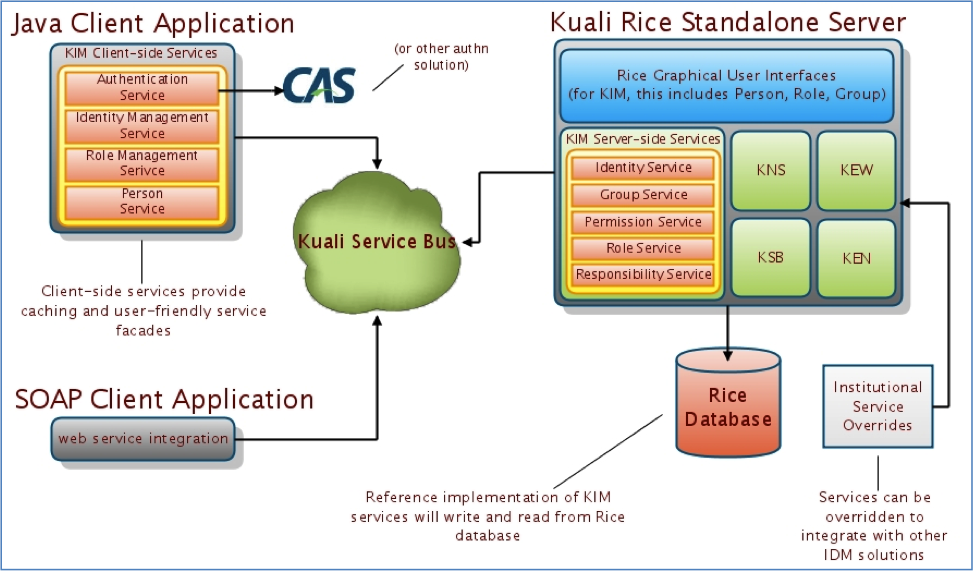 Java Client Application
KIM Client-side Services
Authentication
Service
Identity Management
Service
Role Management
Serivce
Person
Service
CAS
(or other authn
solution)
Client-side services provide
caching and user-friendly service
facades
Kuali Service Bus
SOAP Client Application
web service integration
Kuali Rice Standalone Server
Rice Graphical User Interfaces
(for KIM, this includes Person, Role, Group)
KIM Server-side Services
Identity Service
Group Service
Permission Service
Role Service
Responsibility Service
KNS
KEW
KSB
KEN
Rice
Database
Reference implementation of KIM
services will write and read from Rice
database
Institutional
Service
Overrides
Services can be
overridden to
integrate with other
IDM solutions